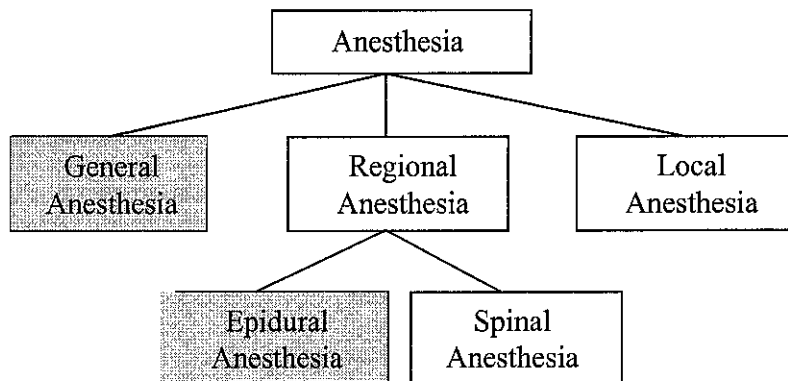 Anesthesia
General
Anesthesia
Regional
Anesthesia
Local
Anesthesia
Epidural
Anesthesia
Spinal
Anesthesia